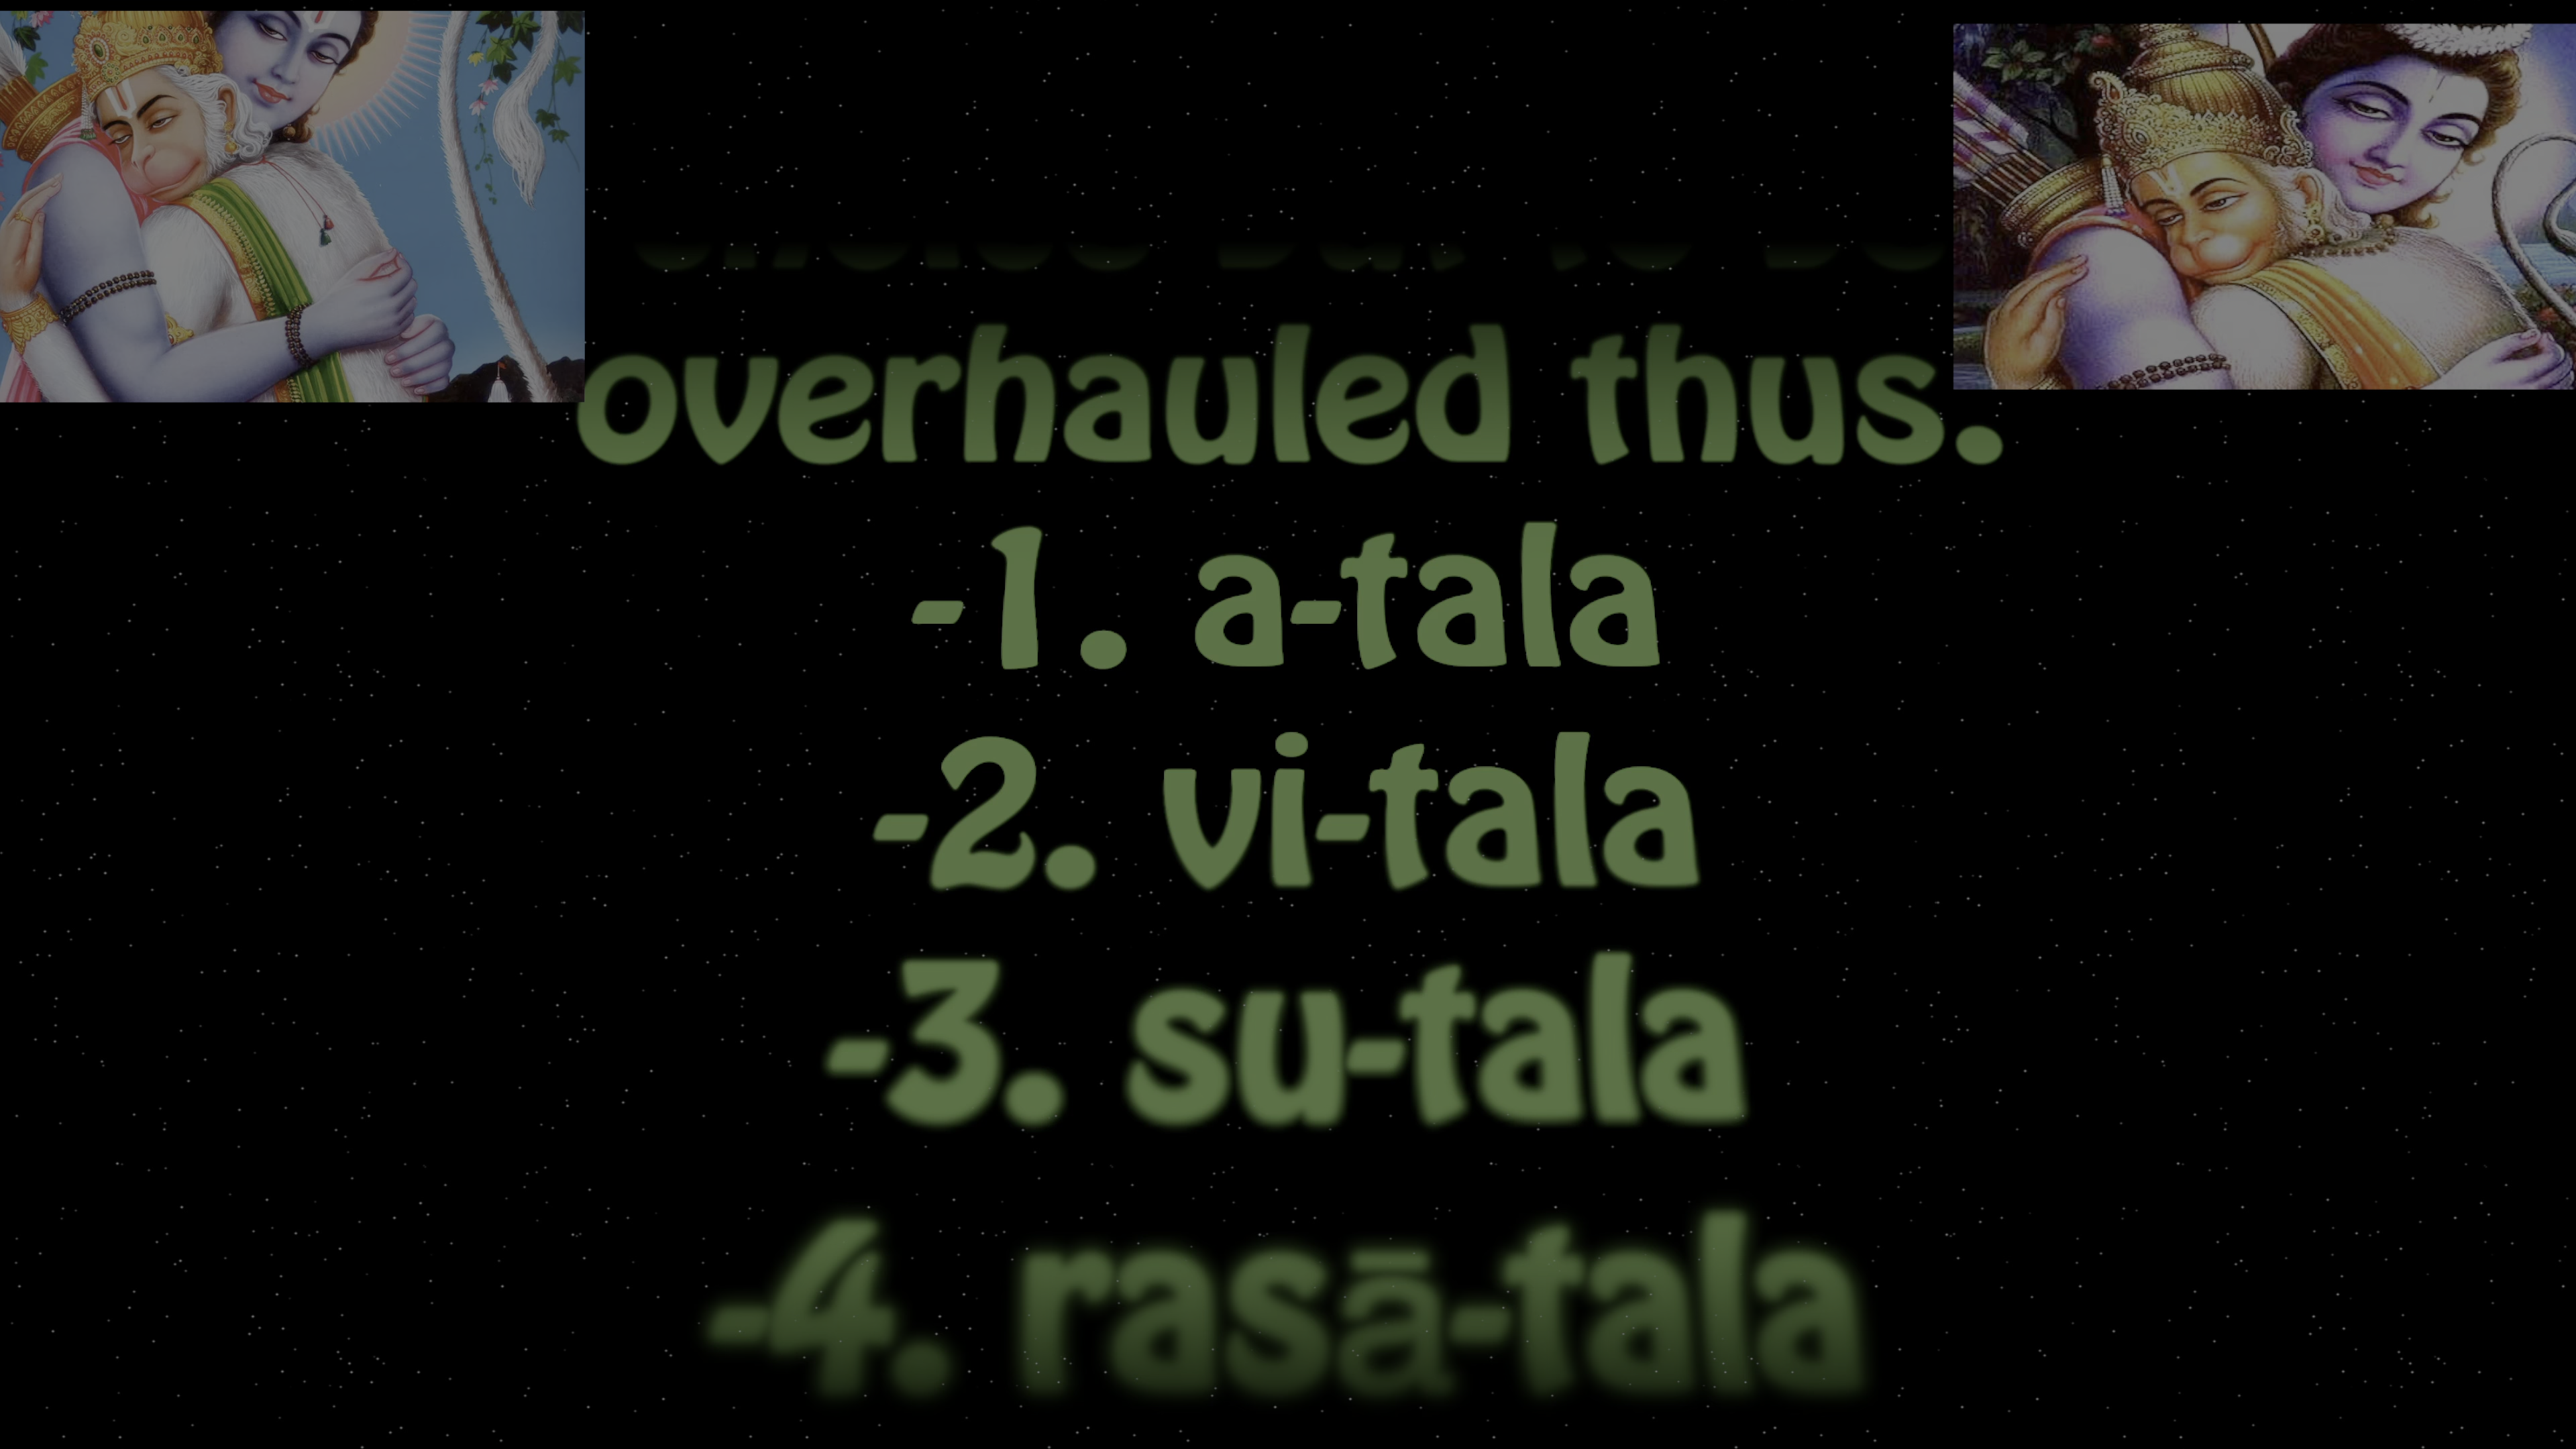 overhauled thus.
-1. a-tala
-2. vi-tala
-3. su-tala
-4. rasā-tala